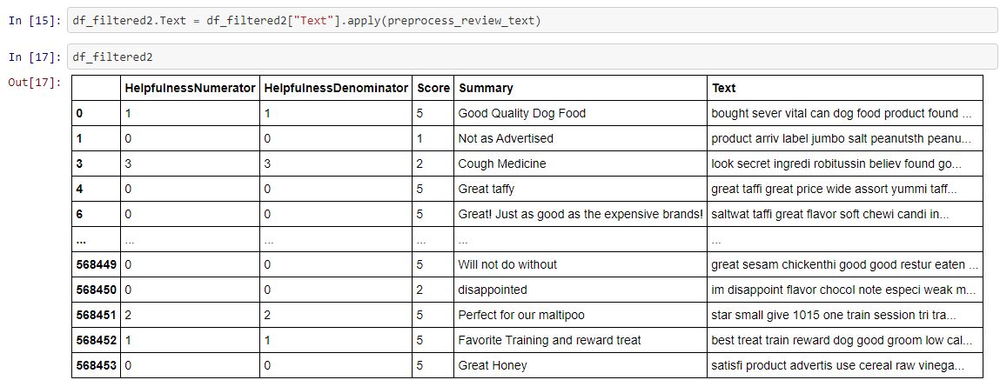 In [15]: df_filtered2.Text = df_filtered2["Text"].apply(preprocess_review_text)
In [17]: df_filtered2
Out[17]:
HelpfulnessNumerator HelpfulnessDenominator Score Summary Text
0 1 1 5 Good Quality Dog Food bought sever vital can dog food product found ...
1 0 0 1 Not as Advertised product arriv label jumbo salt peanutsth peanu...
3 3 3 2 Cough Medicine look secret ingredi robitussin believ found go...
4 0 0 5 Great taffy great taffi great price wide assort yummi taff...
6 0 0 5 Great! Just as good as the expensive brands! saltwat taffi great flavor soft chewi candi in...
... ... ... ... ... ...
568449 0 0 5 Will not do without great sesam chickenthi good good restur eaten ...
568450 0 0 2 disappointed im disappoint flavor chocol note especi weak m...
568451 2 2 5 Perfect for our maltipoo star small give 1015 one train session tri tra...
568452 1 1 5 Favorite Training and reward treat best treat train reward dog good groom low cal...
568453 0 0 5 Great Honey satisfi product advertis use cereal raw vinega...